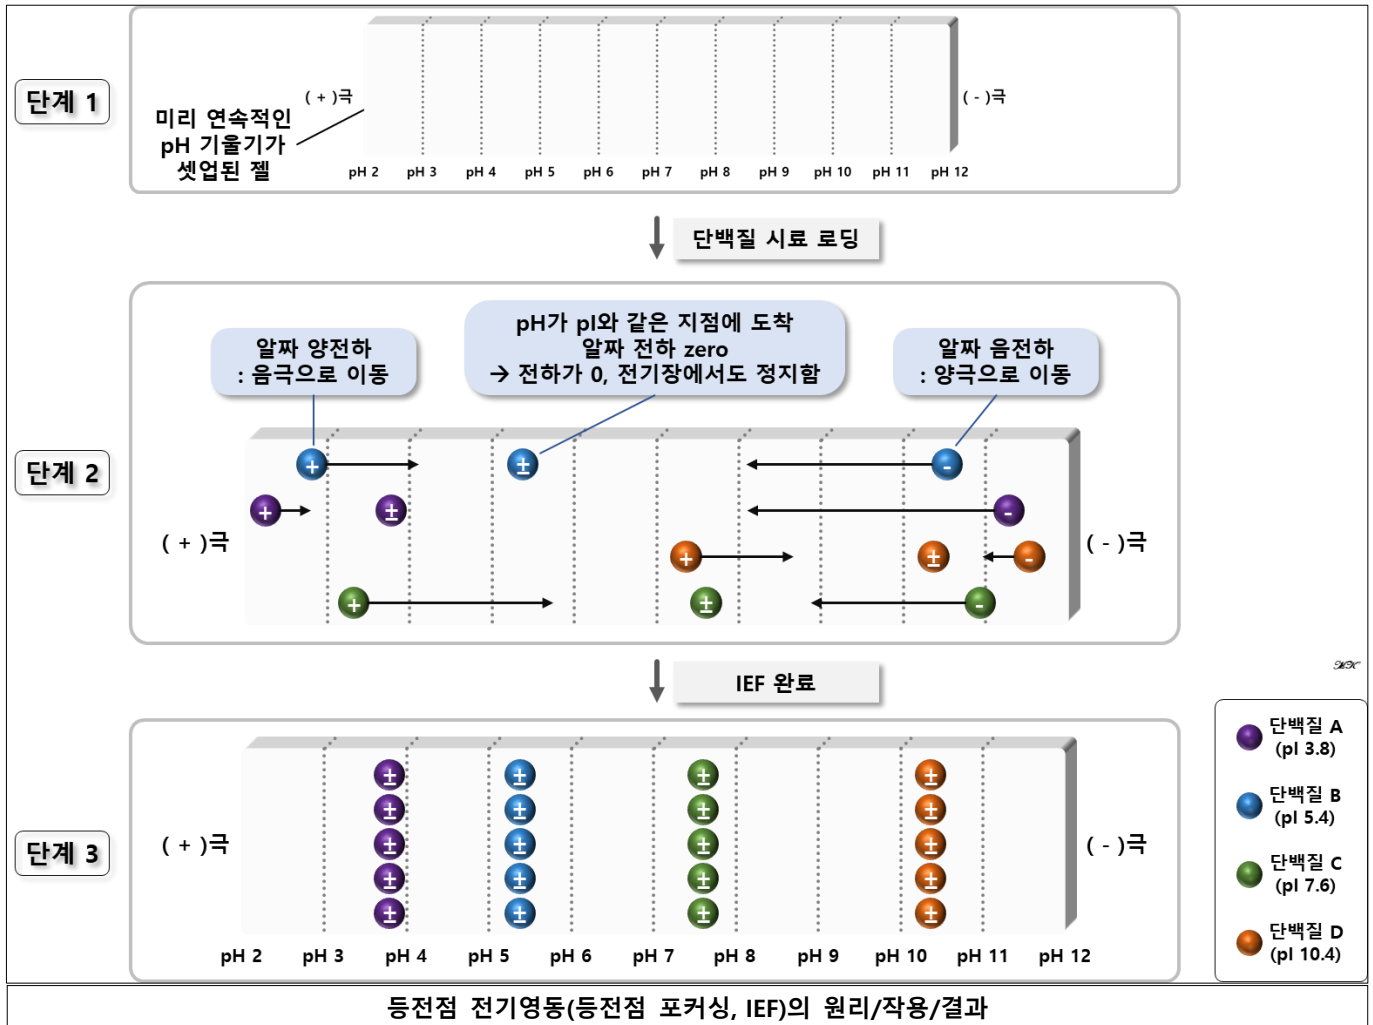 단계 1
( + )극
( - )극
미리 연속적인
pH 기울기가
셋업된 젤
pH 2 pH 3 pH 4 pH 5 pH 6 pH 7 pH 8 pH 9 pH 10 pH 11 pH 12
단백질 시료 로딩
단계 2
알짜 양전하
: 음극으로 이동
pH가 pI와 같은 지점에 도착
알짜 전하 zero
→ 전하가 0, 전기장에서도 정지함
알짜 음전하
: 양극으로 이동
+ ± -
+ ± -
( + )극
( - )극
+ ± -
+ ± -
IEF 완료
단계 3
( + )극
( - )극
± ± ± ±
± ± ± ±
± ± ± ±
± ± ± ±
± ± ± ±
pH 2 pH 3 pH 4 pH 5 pH 6 pH 7 pH 8 pH 9 pH 10 pH 11 pH 12
단백질 A
(pI 3.8)
단백질 B
(pI 5.4)
단백질 C
(pI 7.6)
단백질 D
(pI 10.4)
등전점 전기영동(등전점 포커싱, IEF)의 원리/작용/결과